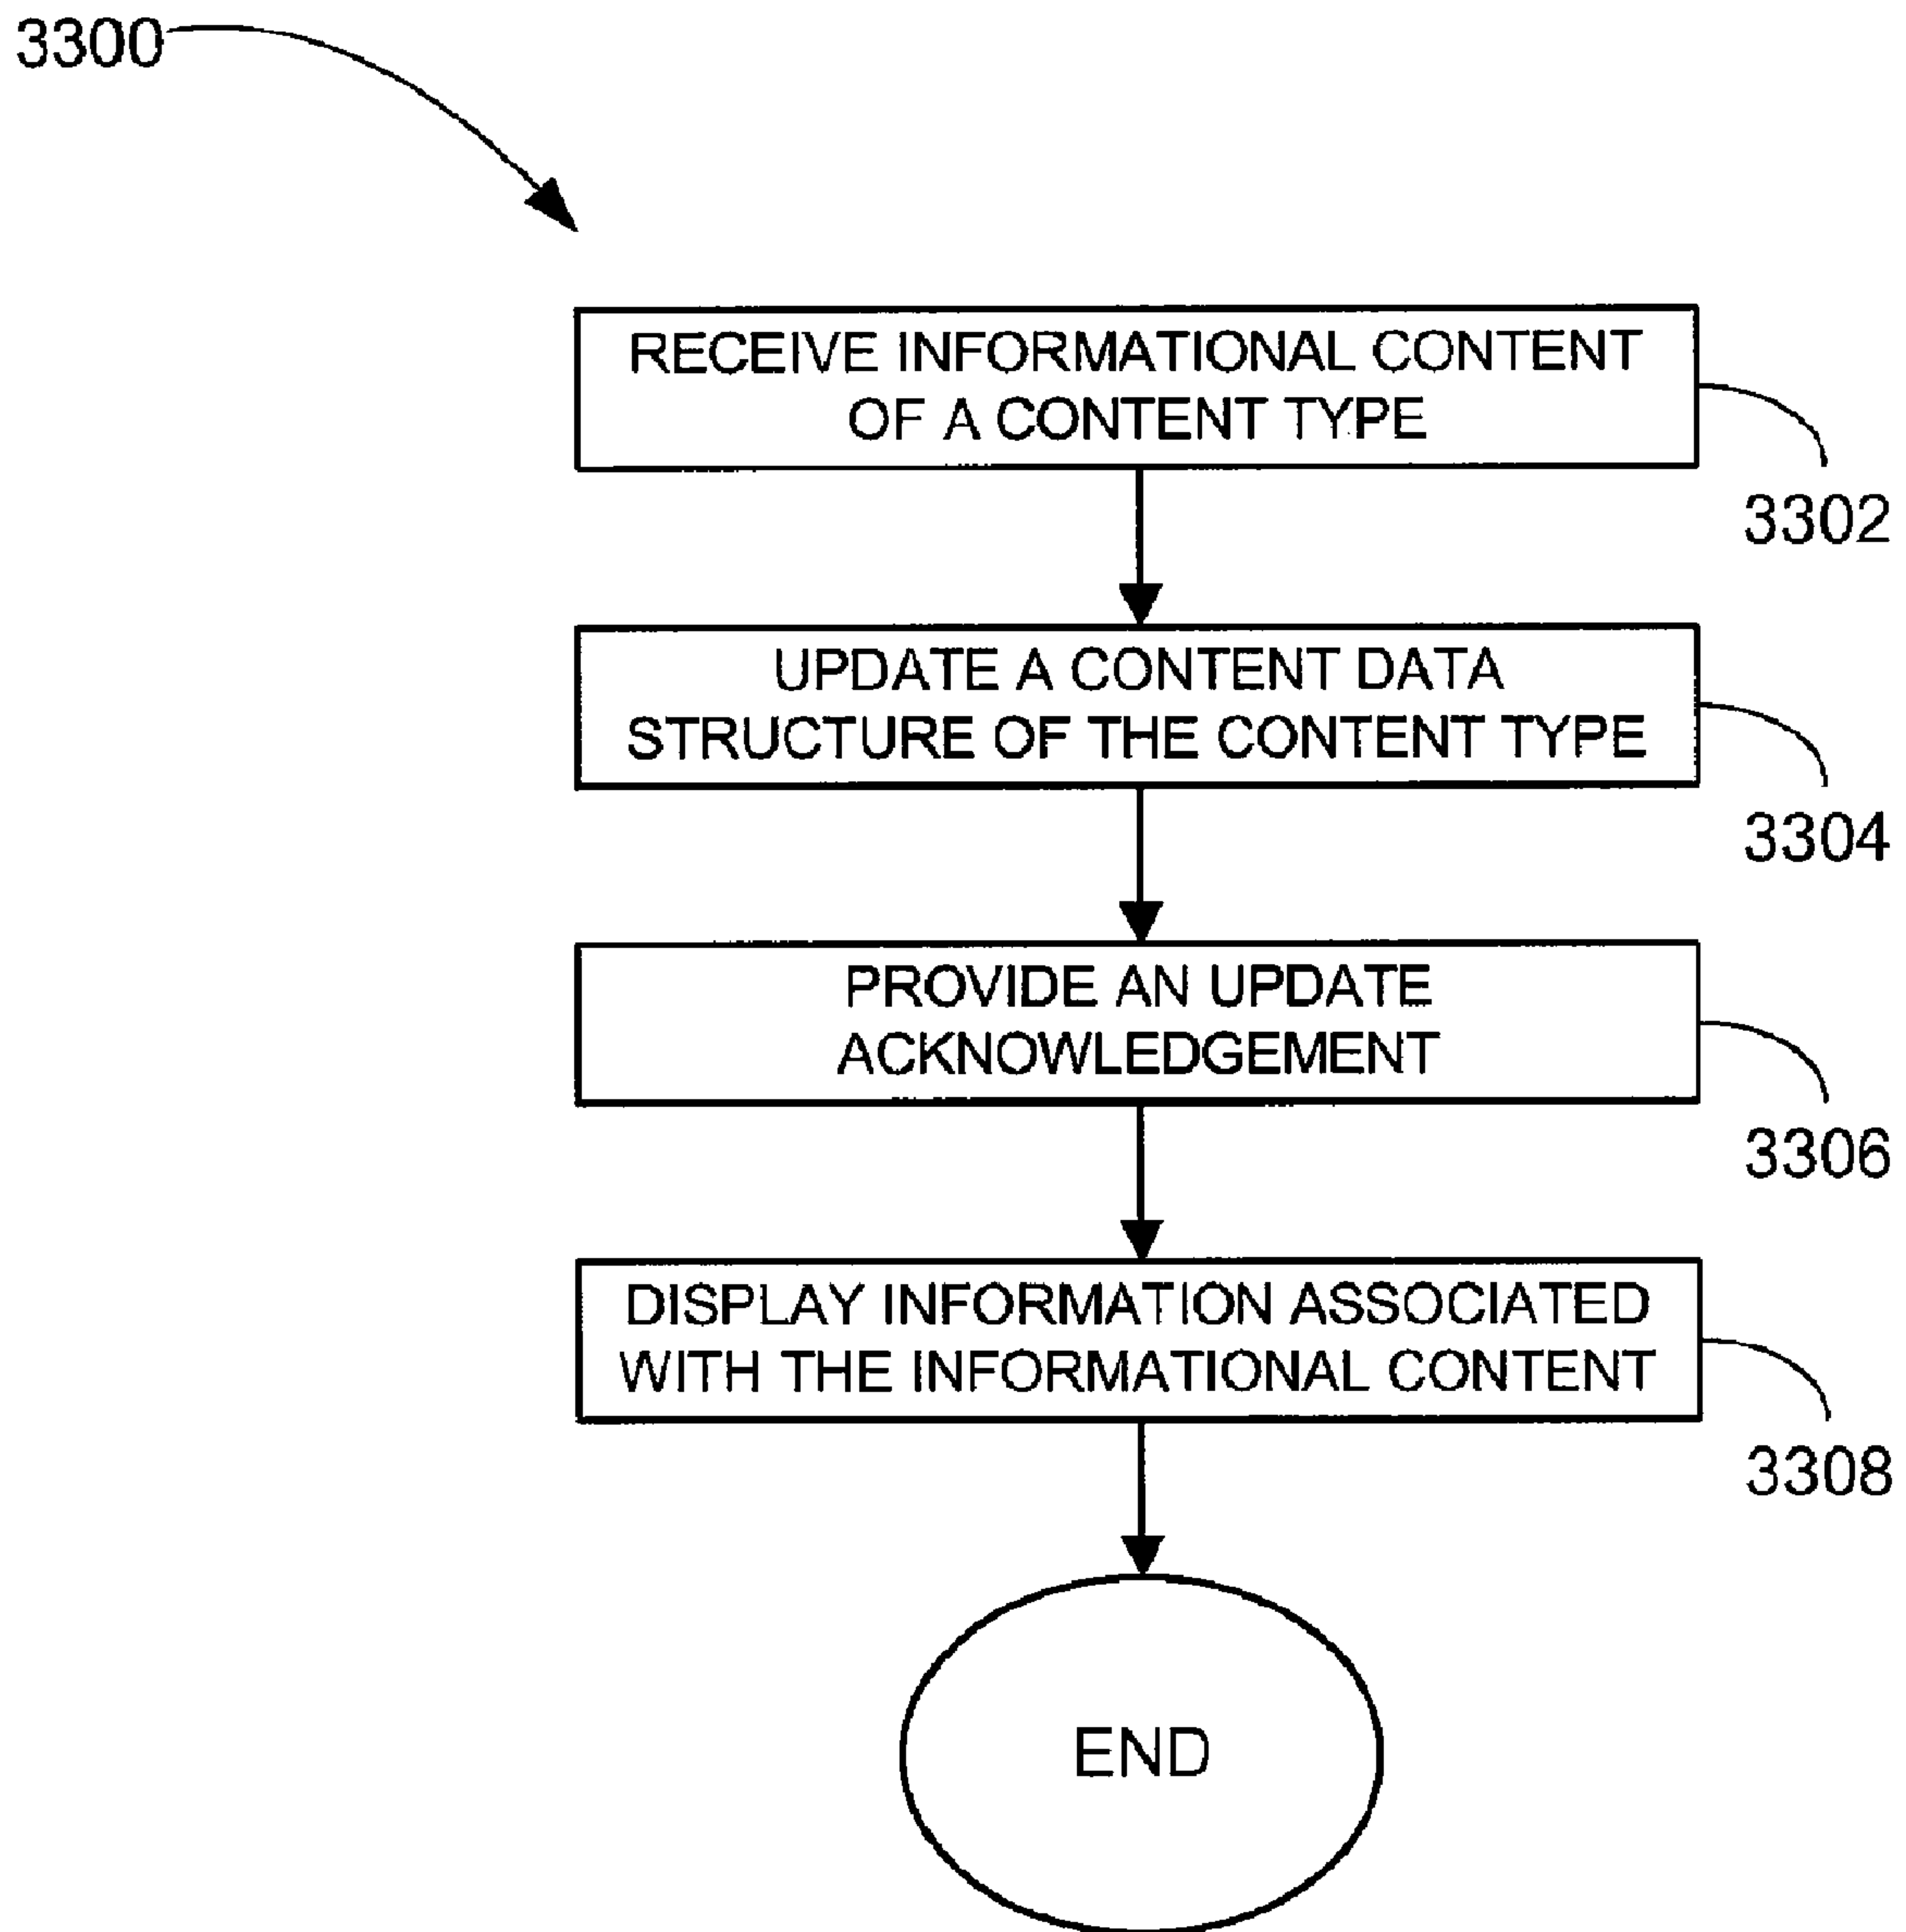 3300
RECEIVE INFORMATIONAL CONTENT
OF A CONTENT TYPE
3302
UPDATE A CONTENT DATA
STRUCTURE OF THE CONTENT TYPE
3304
PROVIDE AN UPDATE
ACKNOWLEDGEMENT
3306
DISPLAY INFORMATION ASSOCIATED
WITH THE INFORMATIONAL CONTENT
3308
END